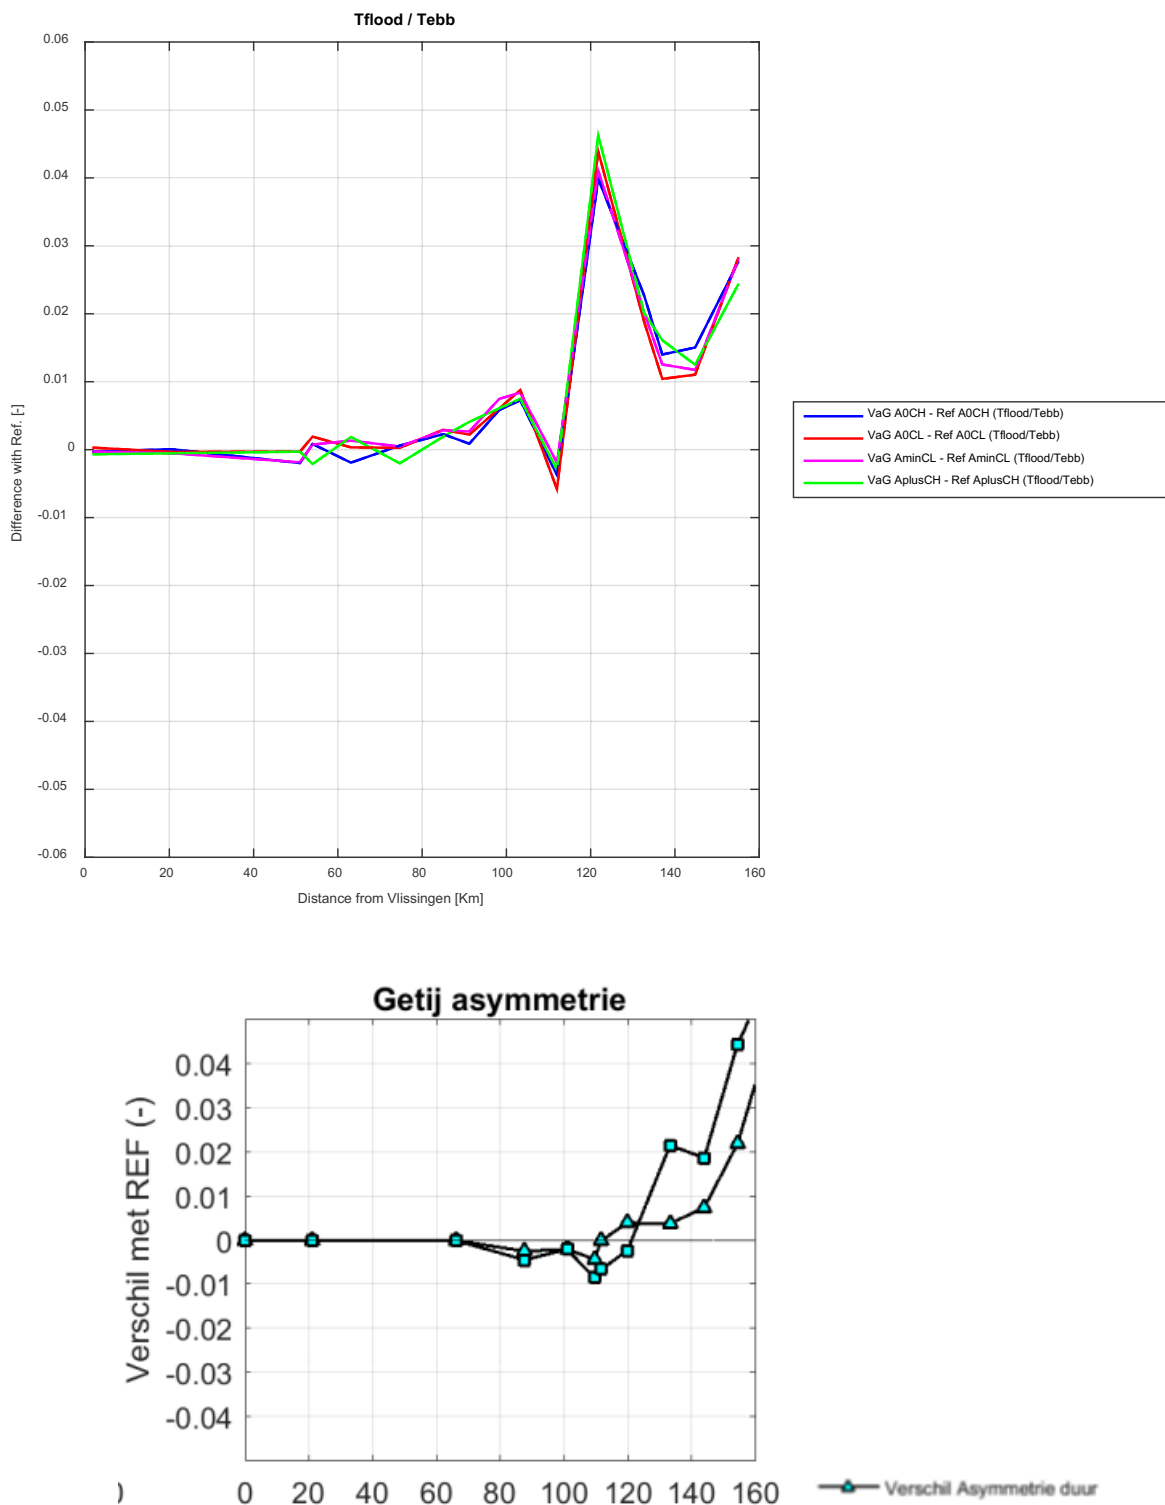 Tflood / Tebb
0.06
0.05
0.04
0.03
0.02
0.01
0
-0.01
-0.02
-0.03
-0.04
-0.05
-0.06
Difference with Ref. [-]
0 20 40 60 80 100 120 140 160
Distance from Vlissingen [Km]
VaG A0CH - Ref A0CH (Tflood/Tebb)
VaG A0CL - Ref A0CL (Tflood/Tebb)
VaG AminCL - Ref AminCL (Tflood/Tebb)
VaG AplusCH - Ref AplusCH (Tflood/Tebb)
Getij asymmetrie
0.04
0.03
0.02
0.01
0
-0.01
-0.02
-0.03
-0.04
Verschil met REF (-)
0 20 40 60 80 100 120 140 160
Verschil Asymmetrie duur